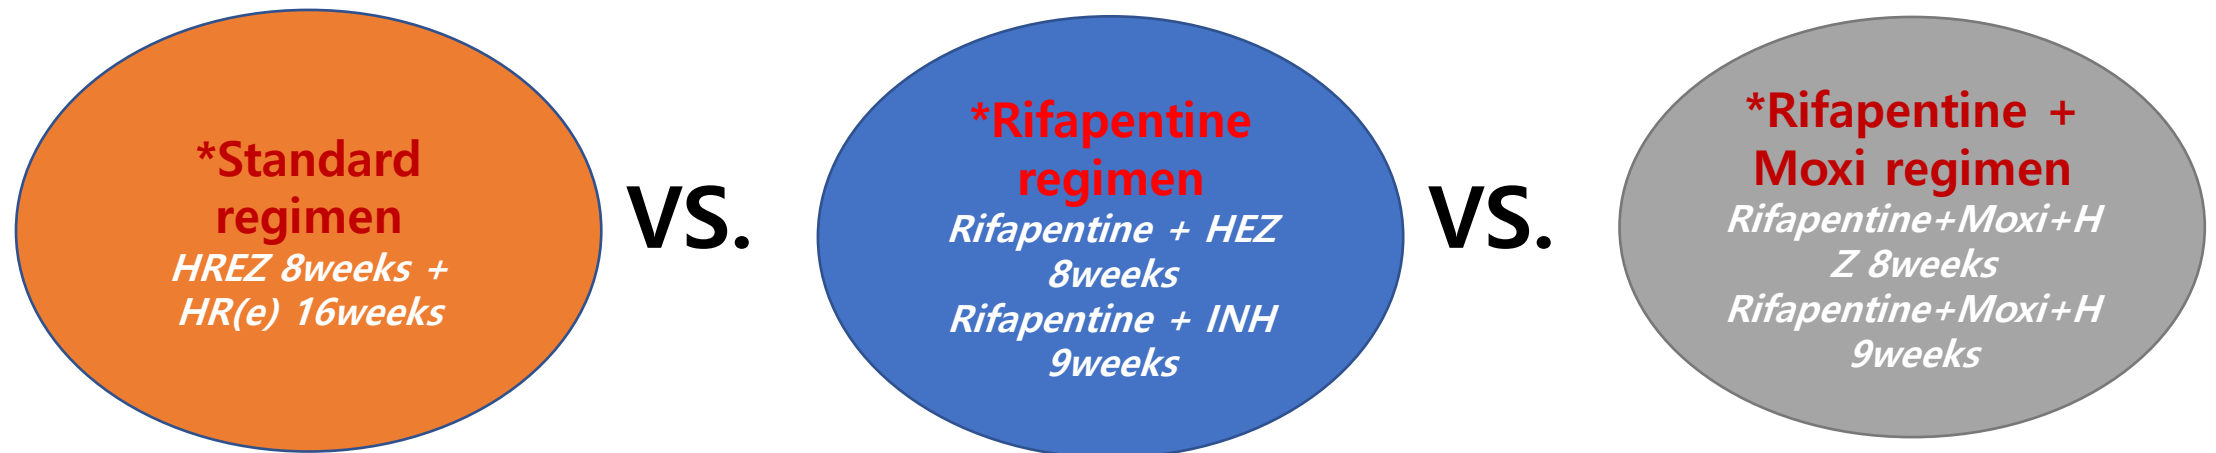 *Standard
regimen
HREZ 8weeks +
HR(e) 16weeks
VS.
*Rifapentine
regimen
Rifapentine + HEZ
8weeks
Rifapentine + INH
9weeks
VS.
*Rifapentine +
Moxi regimen
Rifapentine+Moxi+H
Z 8weeks
Rifapentine+Moxi+H
9weeks